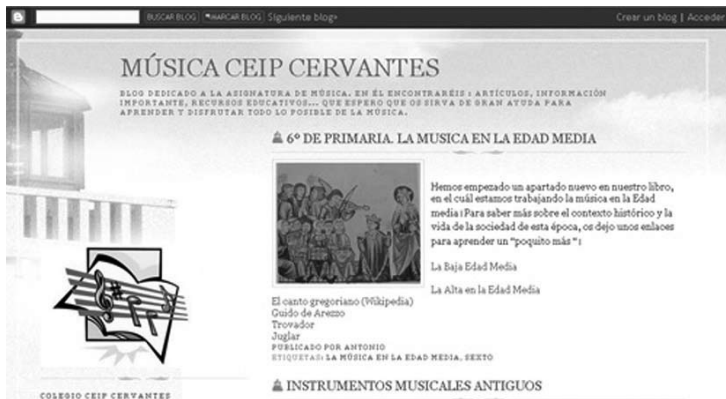 BUSCAR BLOG MARCAR BLOG Siguiente blog» Crear un blog | Acceder
MÚSICA CEIP CERVANTES
BLOG DEDICADO A LA ASIGNATURA DE MÚSICA. EN ÉL ENCONTRARÉIS : ARTÍCULOS, INFORMACIÓN
IMPORTANTE, RECURSOS EDUCATIVOS... QUE ESPERO QUE OS SIRVA DE GRAN AYUDA PARA
APRENDER Y DISFRUTAR TODO LO POSIBLE DE LA MÚSICA.
6º DE PRIMARIA. LA MUSICA EN LA EDAD MEDIA
Hemos empezado un apartado nuevo en nuestro libro,
en el cuál estamos trabajando la música en la Edad
media : Para saber más sobre el contexto histórico y la
vida de la sociedad de esta época, os dejo unos enlaces
para aprender un "poquito más " :
La Baja Edad Media
La Alta en la Edad Media
El canto gregoriano (Wikipedia)
Guido de Arezzo
Trovador
Juglar
PUBLICADO POR ANTONIO
ETIQUETAS: LA MÚSICA EN LA EDAD MEDIA, SEXTO
COLEGIO CEIP CERVANTES
INSTRUMENTOS MUSICALES ANTIGUOS